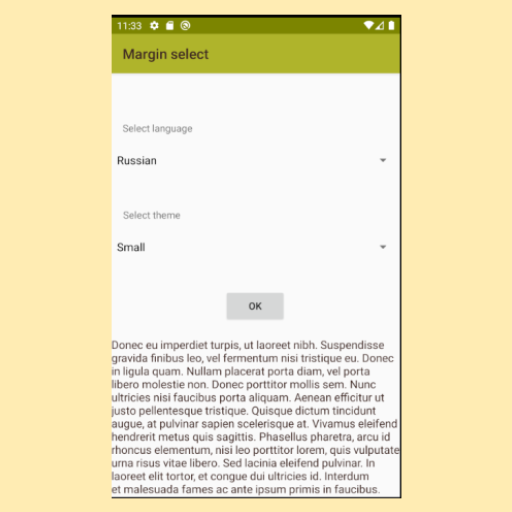 11:33
Margin select
Select language
Russian
Select theme
Small
OK
Donec eu imperdiet turpis, ut laoreet nibh. Suspendisse
gravida finibus leo, vel fermentum nisi tristique eu. Donec
in ligula quam. Nullam placerat porta diam, vel porta
libero molestie non. Donec porttitor mollis sem. Nunc
ultricies nisi faucibus porta aliquam. Aenean efficitur ut
justo pellentesque tristique. Quisque dictum tincidunt
augue, at pulvinar sapien scelerisque at. Vivamus eleifend
hendrerit metus quis sagittis. Phasellus pharetra, arcu id
rhoncus elementum, nisi leo porttitor lorem, quis vulputate
urna risus vitae libero. Sed lacinia eleifend pulvinar. In
laoreet elit tortor, et congue dui ultricies id. Interdum
et malesuada fames ac ante ipsum primis in faucibus.